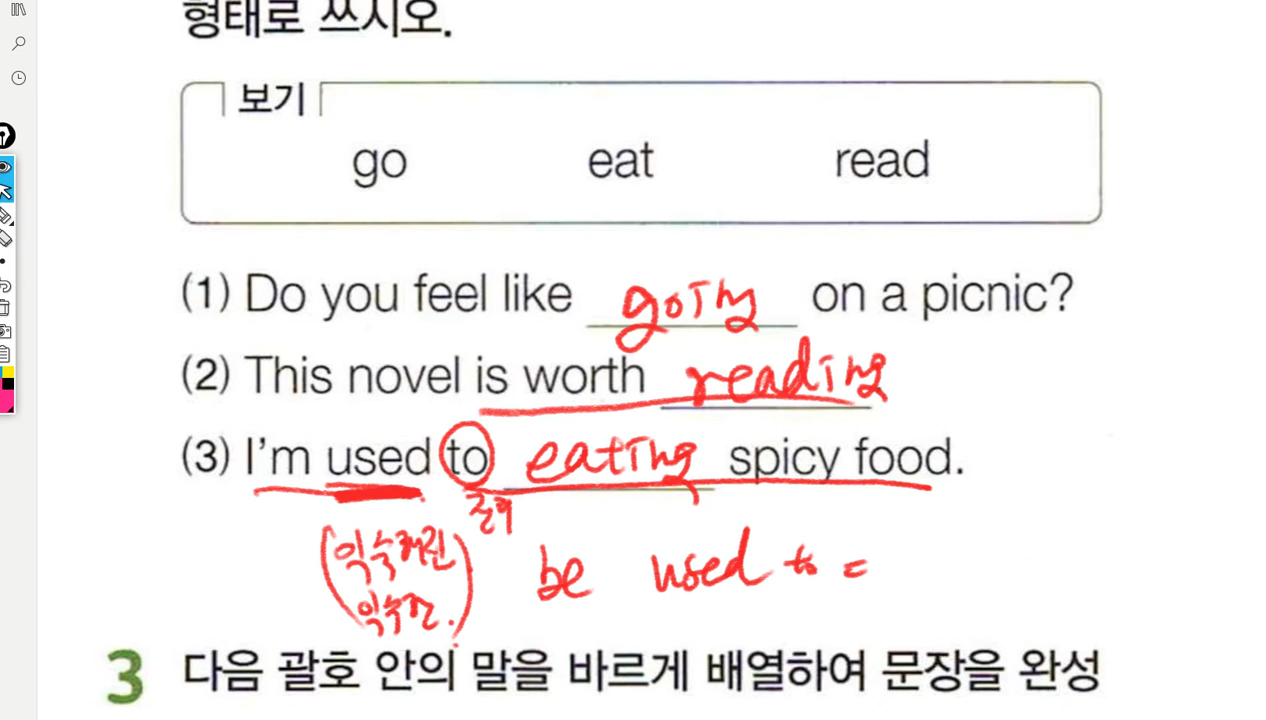 형태로 쓰시오.
보기
go eat read
(1) Do you feel like going on a picnic?
(2) This novel is worth reading
(3) I'm used to eating spicy food.
익숙해진 be used to =
익숙한.
3 다음 괄호 안의 말을 바르게 배열하여 문장을 완성